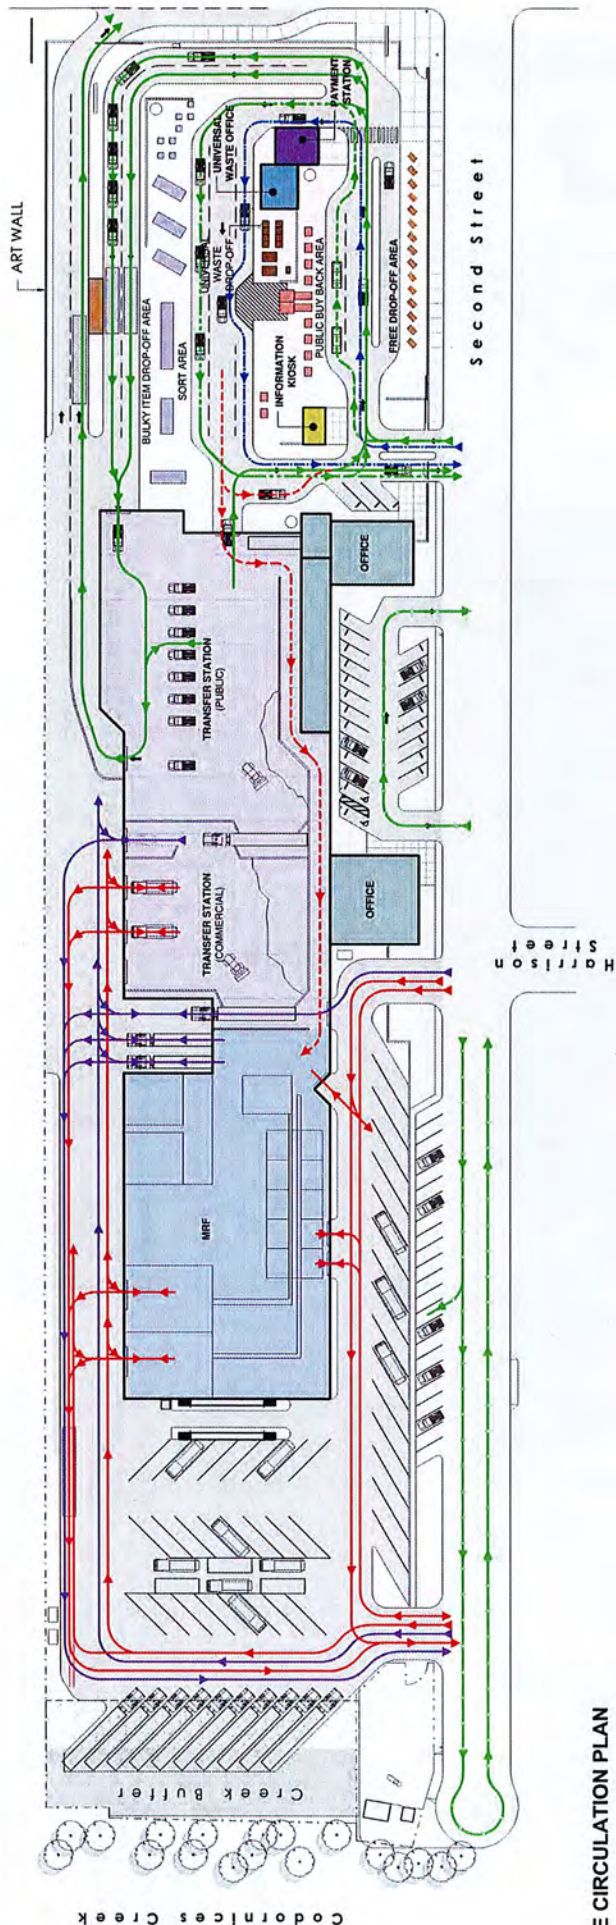 ART WALL
BULKY ITEM DROP-OFF AREA
SORT AREA
UNIVERSAL
WASTE
DROP-OFF
UNIVERSAL
WASTE OFFICE
PAYMENT
STATION
PUBLIC BUY BACK AREA
INFORMATION
KIOSK
FREE DROP-OFF AREA
Second Street
TRANSFER STATION
(PUBLIC)
OFFICE
TRANSFER STATION
(COMMERCIAL)
OFFICE
Harrison
Street
MRF
Creek Buffer
Codornices Creek
CIRCULATION PLAN